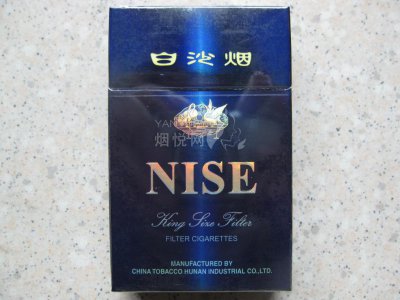 白沙烟
烟悦网
NISE
King Size Filter
FILTER CIGARETTES
MANUFACTURED BY
CHINA TOBACCO HUNAN INDUSTRIAL CO.,LTD.